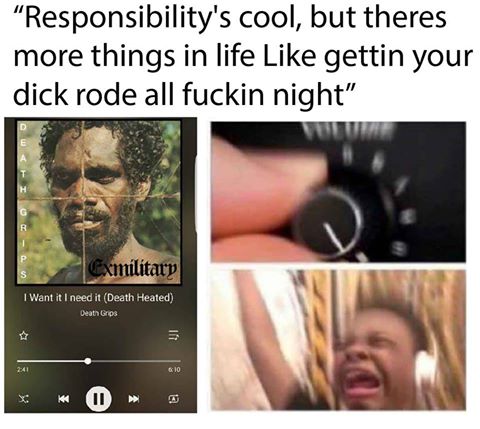 “Responsibility's cool, but theres
more things in life Like gettin your
dick rode all fuckin night”
DEATH GRIPS
Exmilitary
I Want it I need it (Death Heated)
Death Grips
2:41
6:10
VOLUME